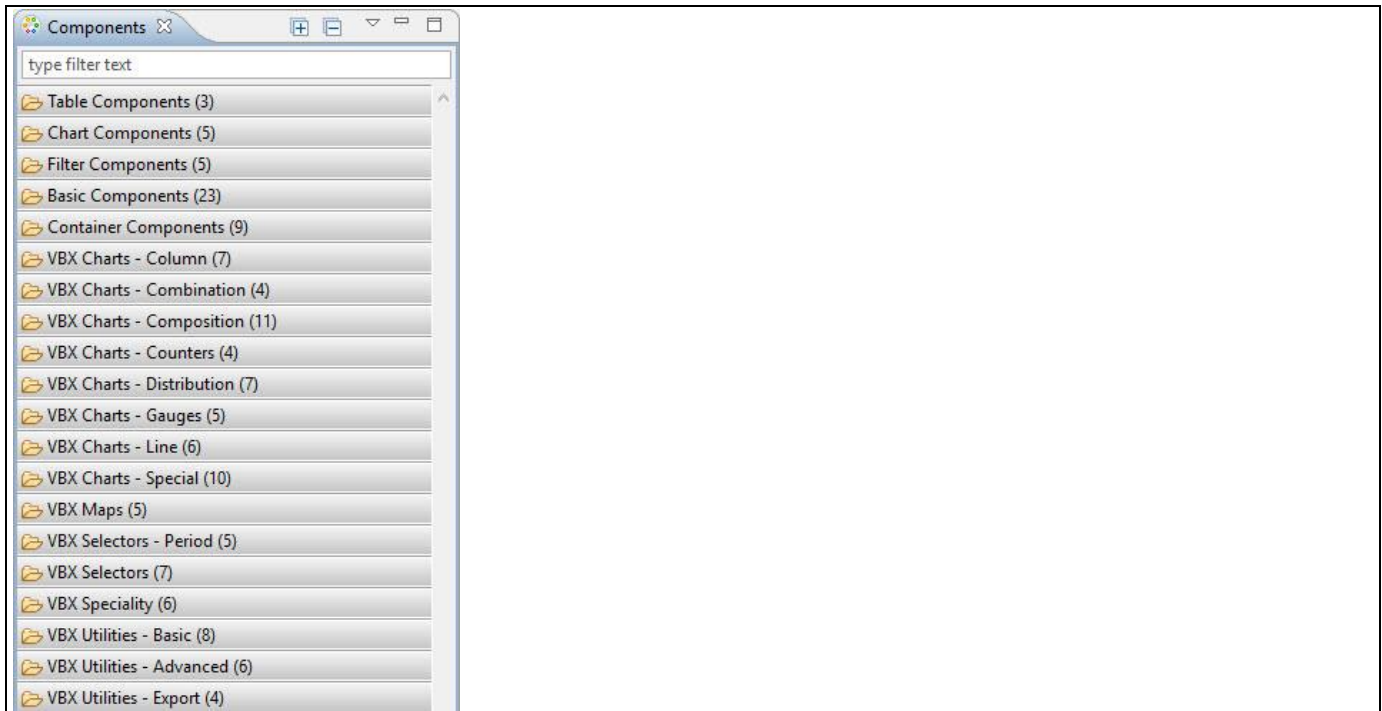 Components
type filter text
Table Components (3)
Chart Components (5)
Filter Components (5)
Basic Components (23)
Container Components (9)
VBX Charts - Column (7)
VBX Charts - Combination (4)
VBX Charts - Composition (11)
VBX Charts - Counters (4)
VBX Charts - Distribution (7)
VBX Charts - Gauges (5)
VBX Charts - Line (6)
VBX Charts - Special (10)
VBX Maps (5)
VBX Selectors - Period (5)
VBX Selectors (7)
VBX Speciality (6)
VBX Utilities - Basic (8)
VBX Utilities - Advanced (6)
VBX Utilities - Export (4)